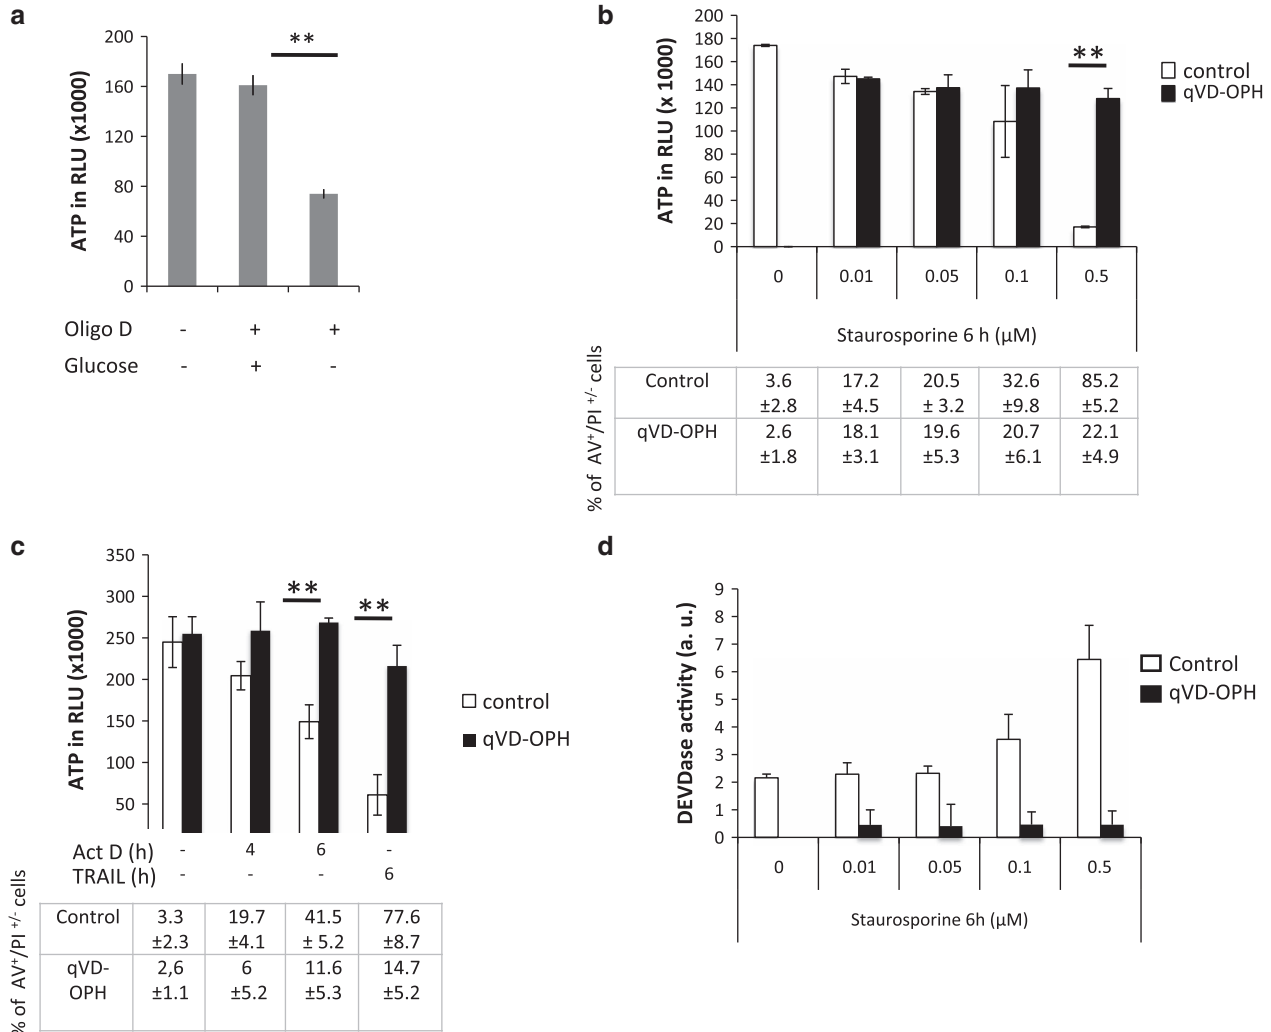 a
ATP in RLU (x1000)
200
160
120
80
40
0
**
Oligo D - + +
Glucose - + -
b
ATP in RLU (x 1000)
200
180
160
140
120
100
80
60
40
20
0
**
control
qVD-OPH
0 0.01 0.05 0.1 0.5
Staurosporine 6 h (µM)
% of AV+/PI +/- cells
Control 3.6 17.2 20.5 32.6 85.2
±2.8 ±4.5 ± 3.2 ±9.8 ±5.2
qVD-OPH 2.6 18.1 19.6 20.7 22.1
±1.8 ±3.1 ±5.3 ±6.1 ±4.9
c
ATP in RLU (x1000)
350
300
250
200
150
100
50
**
**
control
qVD-OPH
Act D (h) - 4 6 -
TRAIL (h) - - - 6
% of AV+/PI +/- cells
Control 3.3 19.7 41.5 77.6
±2.3 ±4.1 ± 5.2 ±8.7
qVD- 2,6 6 11.6 14.7
OPH ±1.1 ±5.2 ±5.3 ±5.2
d
DEVDase activity (a. u.)
9
8
7
6
5
4
3
2
1
0
Control
qVD-OPH
0 0.01 0.05 0.1 0.5
Staurosporine 6h (µM)